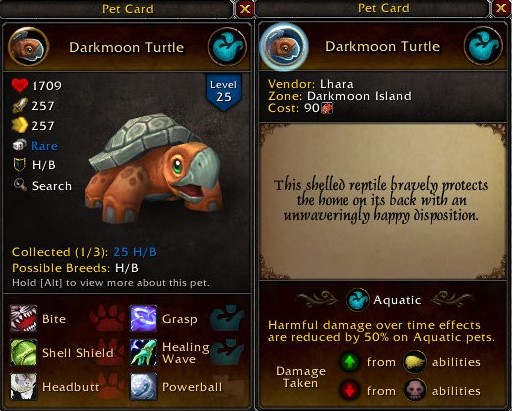 Pet Card
Darkmoon Turtle
1709
257
257
Rare
H/B
Search
Level
25
Collected (1/3): 25 H/B
Possible Breeds: H/B
Hold [Alt] to view more about this pet.
Bite
Grasp
Shell Shield
Healing
Wave
Headbutt
Powerball
Pet Card
Darkmoon Turtle
Vendor: Lhara
Zone: Darkmoon Island
Cost: 90
This shelled reptile bravely protects
the home on its back with an
unwaveringly happy disposition.
Aquatic
Harmful damage over time effects
are reduced by 50% on Aquatic pets.
Damage
Taken
from abilities
from abilities